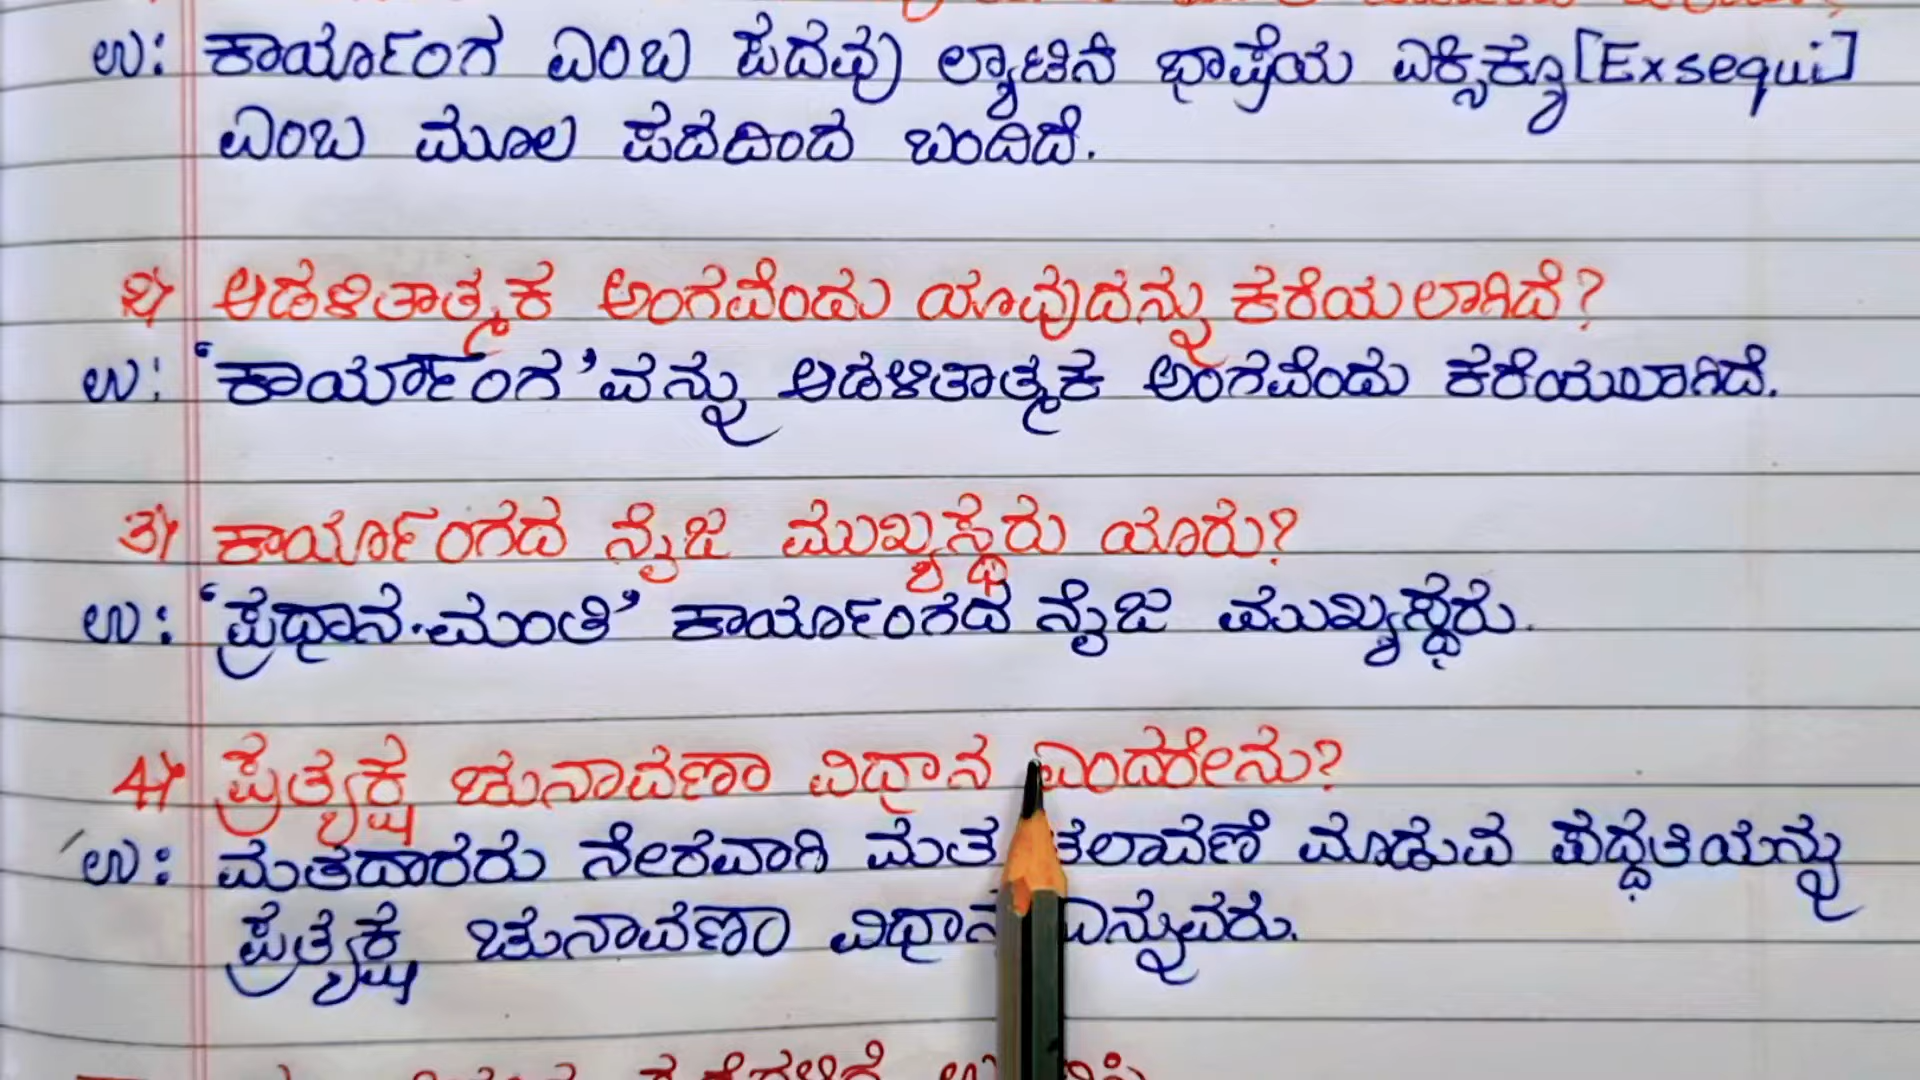 ಉ: ಕಾರ್ಯಾಂಗ ಎಂಬ ಪದವು ಲ್ಯಾಟಿನ್ ಭಾಷೆಯ ಎಕ್ಸಿಕ್ಯೊ [Exsequi]
ಎಂಬ ಮೂಲ ಪದದಿಂದ ಬಂದಿದೆ.
2) ಆಡಳಿತಾತ್ಮಕ ಅಂಗವೆಂದು ಯಾವುದನ್ನು ಕರೆಯಲಾಗಿದೆ?
ಉ: ‘ಕಾರ್ಯಾಂಗ’ವನ್ನು ಆಡಳಿತಾತ್ಮಕ ಅಂಗವೆಂದು ಕರೆಯಲಾಗಿದೆ.
3) ಕಾರ್ಯಾಂಗದ ನೈಜ ಮುಖ್ಯಸ್ಥರು ಯಾರು?
ಉ: ‘ಪ್ರಧಾನ.ಮಂತ್ರಿ’ ಕಾರ್ಯಾಂಗದ ನೈಜ ಮುಖ್ಯಸ್ಥರು.
4) ಪ್ರತ್ಯಕ್ಷ ಚುನಾವಣಾ ವಿಧಾನ ಎಂದರೇನು?
ಉ: ಮತದಾರರು ನೇರವಾಗಿ ಮತ ಚಲಾವಣೆ ಮಾಡುವ ಪದ್ಧತಿಯನ್ನು
ಪ್ರತ್ಯಕ್ಷ ಚುನಾವಣಾ ವಿಧಾನ ಎನ್ನುವರು.